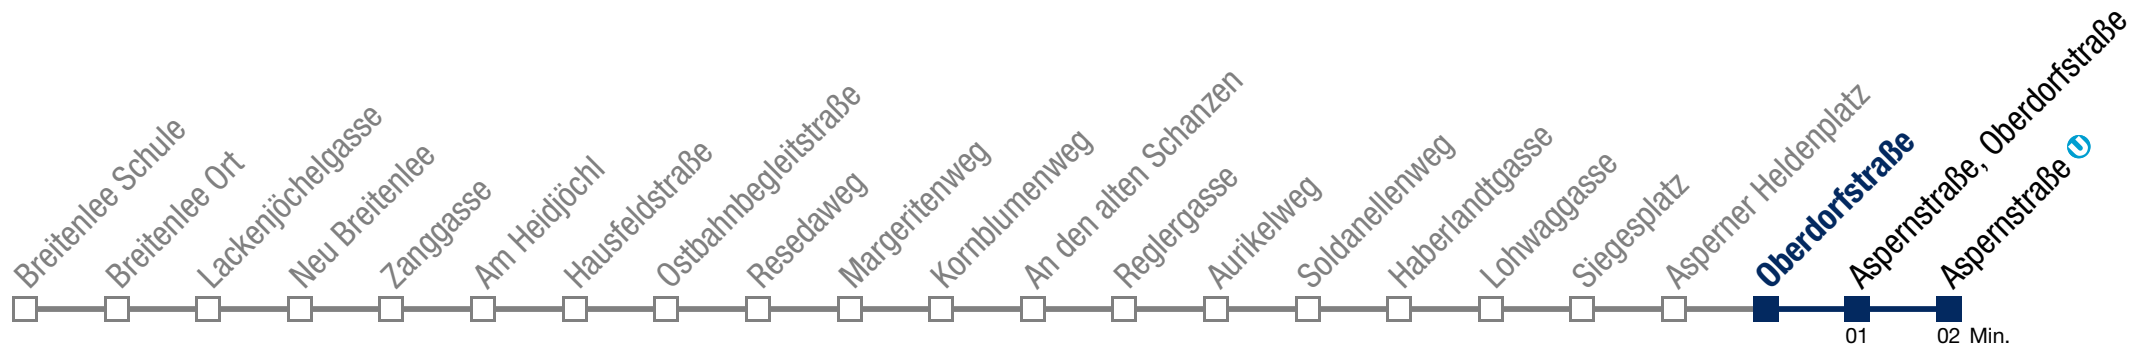 Breitenlee Schule
Breitenlee Ort
Lackenjöchelgasse
Neu Breitenlee
Zanggasse
Am Heidjöchl
Hausfeldstraße
Ostbahnbegleitstraße
Resedaweg
Margeritenweg
Kornblumenweg
An den alten Schanzen
Reglergasse
Aurikelweg
Soldanellenweg
Haberlandtgasse
Lohwaggasse
Siegesplatz
Asperner Heldenplatz
Oberdorfstraße
Aspernstraße, Oberdorfstraße
Aspernstraße U
01 02 Min.